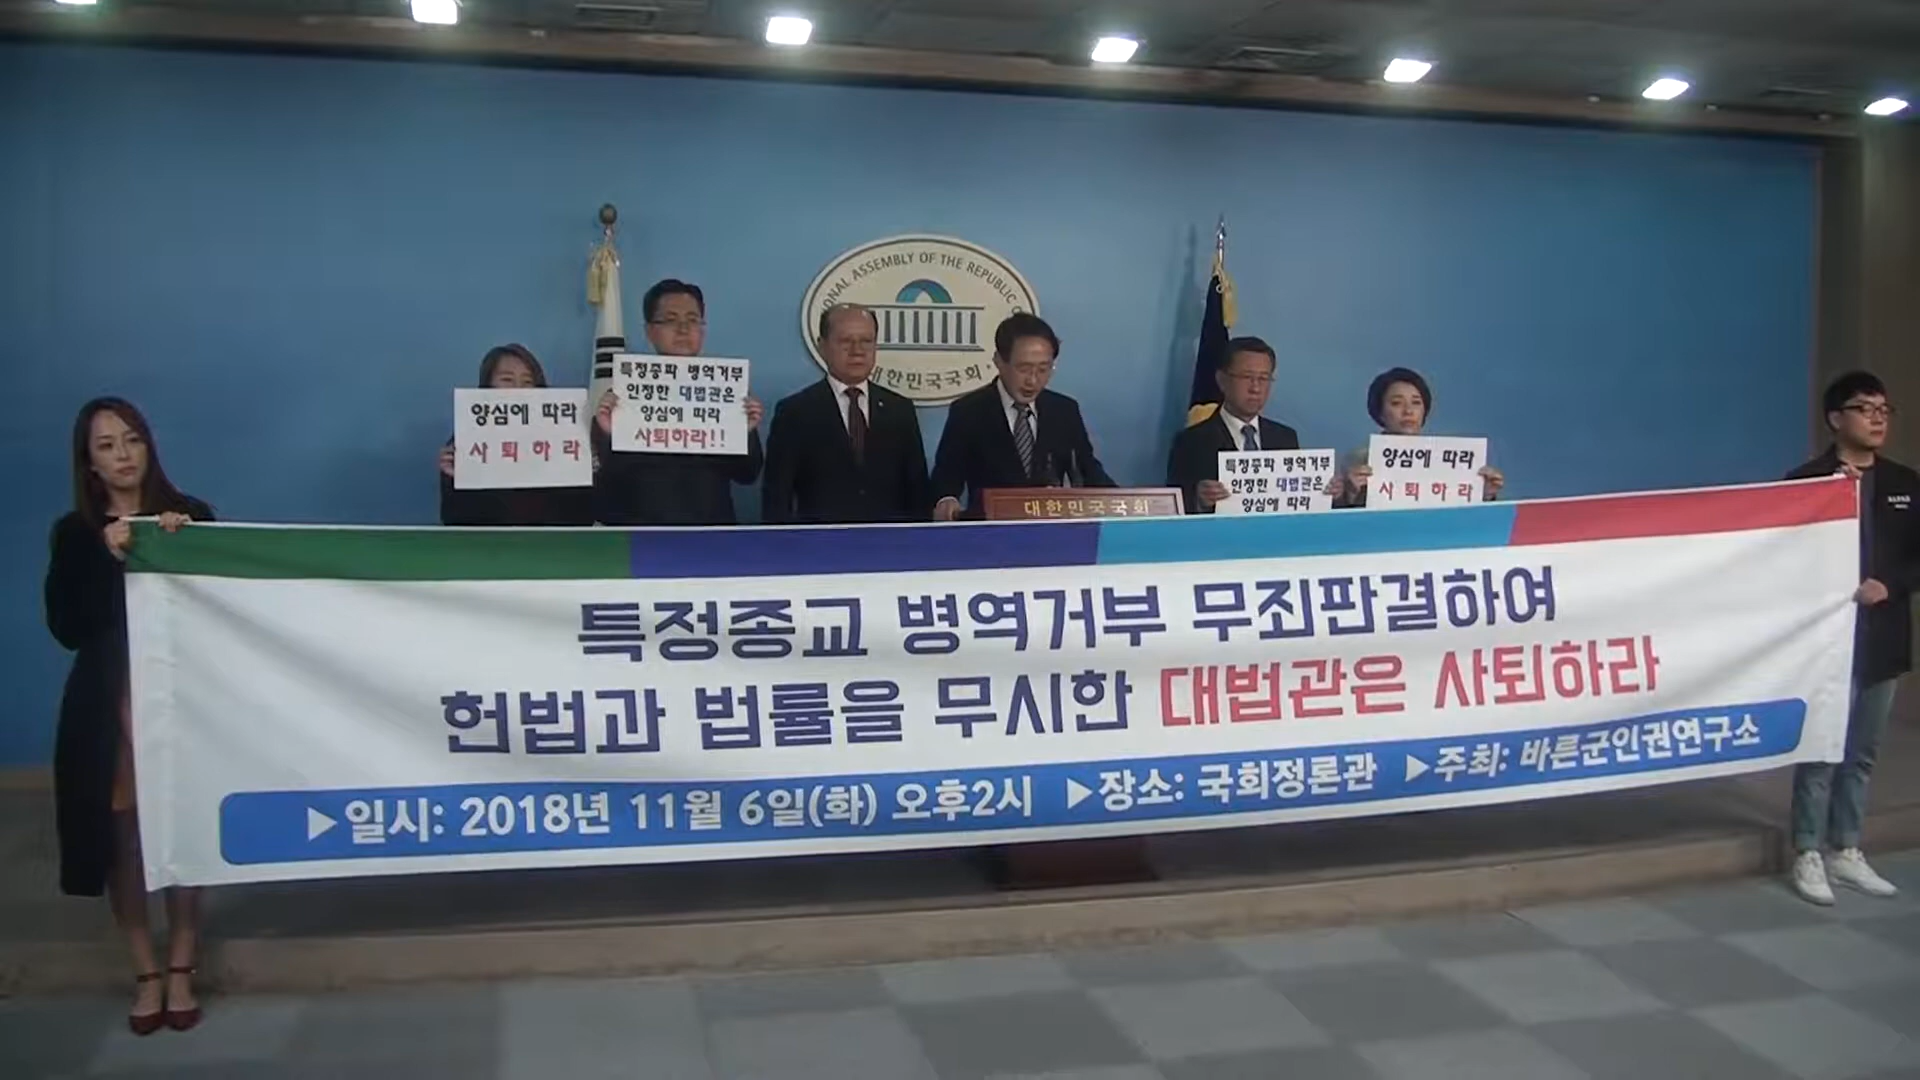 NATIONAL ASSEMBLY OF THE REPUBLIC
대한민국국회
양심에 따라
사퇴하라
특정종파 병역거부
인정한 대법관은
양심에 따라
사퇴하라!!
대한민국국회
특정종파 병역거부
인정한 대법관은
양심에 따라
양심에 따라
사퇴하라
특정종교 병역거부 무죄판결하여
헌법과 법률을 무시한 대법관은 사퇴하라
▶일시: 2018년 11월 6일(화) 오후2시 ▶장소: 국회정론관 ▶주최: 바른군인권연구소